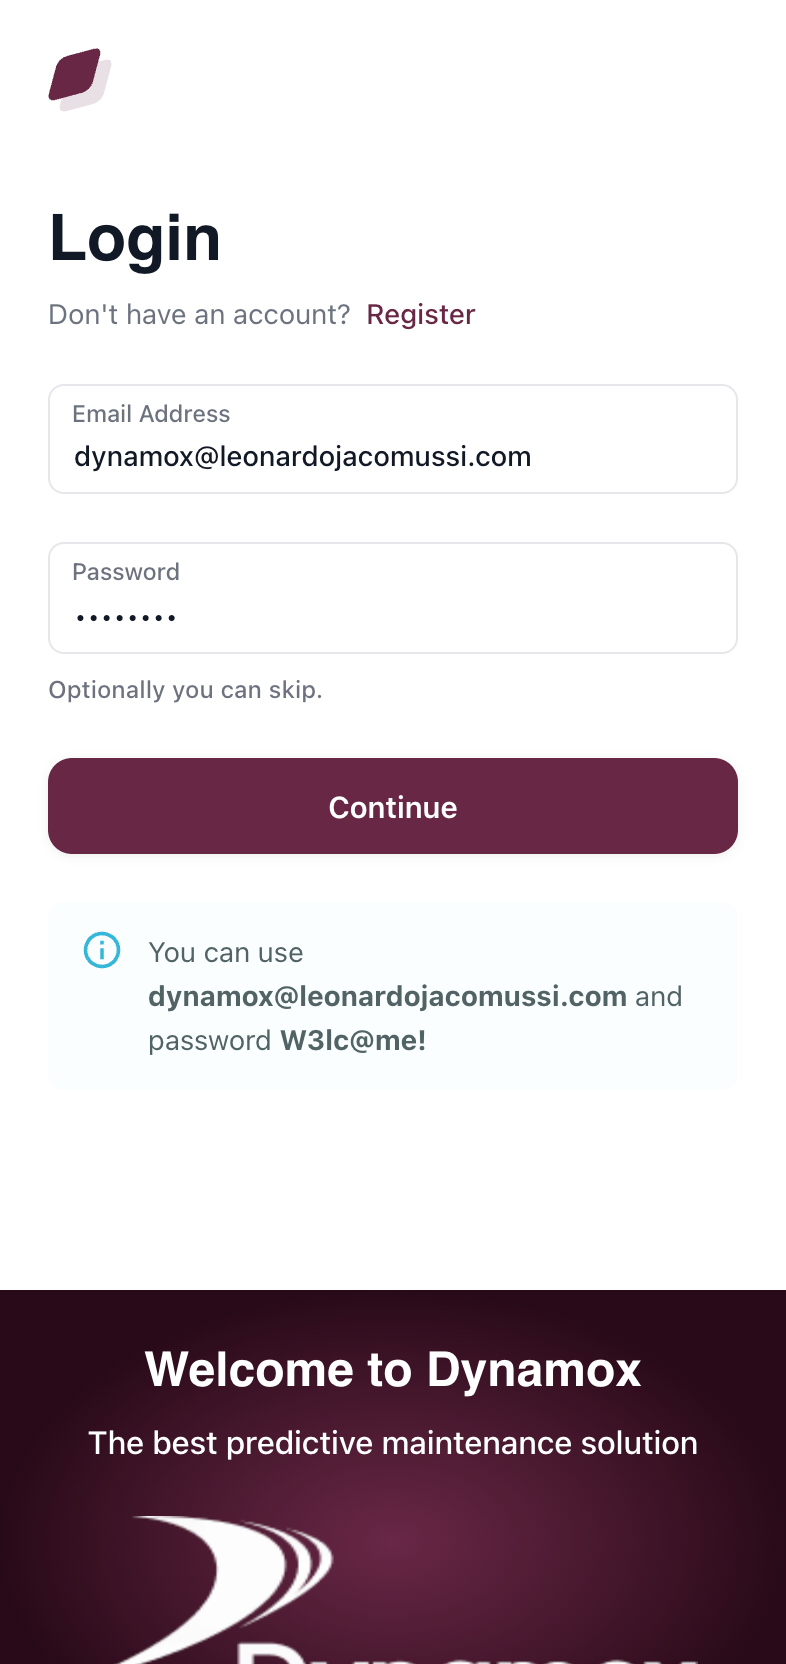 Login
Don't have an account? Register
Email Address
dynamox@leonardojacomussi.com
Password
••••••••
Optionally you can skip.
Continue
You can use
dynamox@leonardojacomussi.com and
password W3lc@me!
Welcome to Dynamox
The best predictive maintenance solution
Dynamox